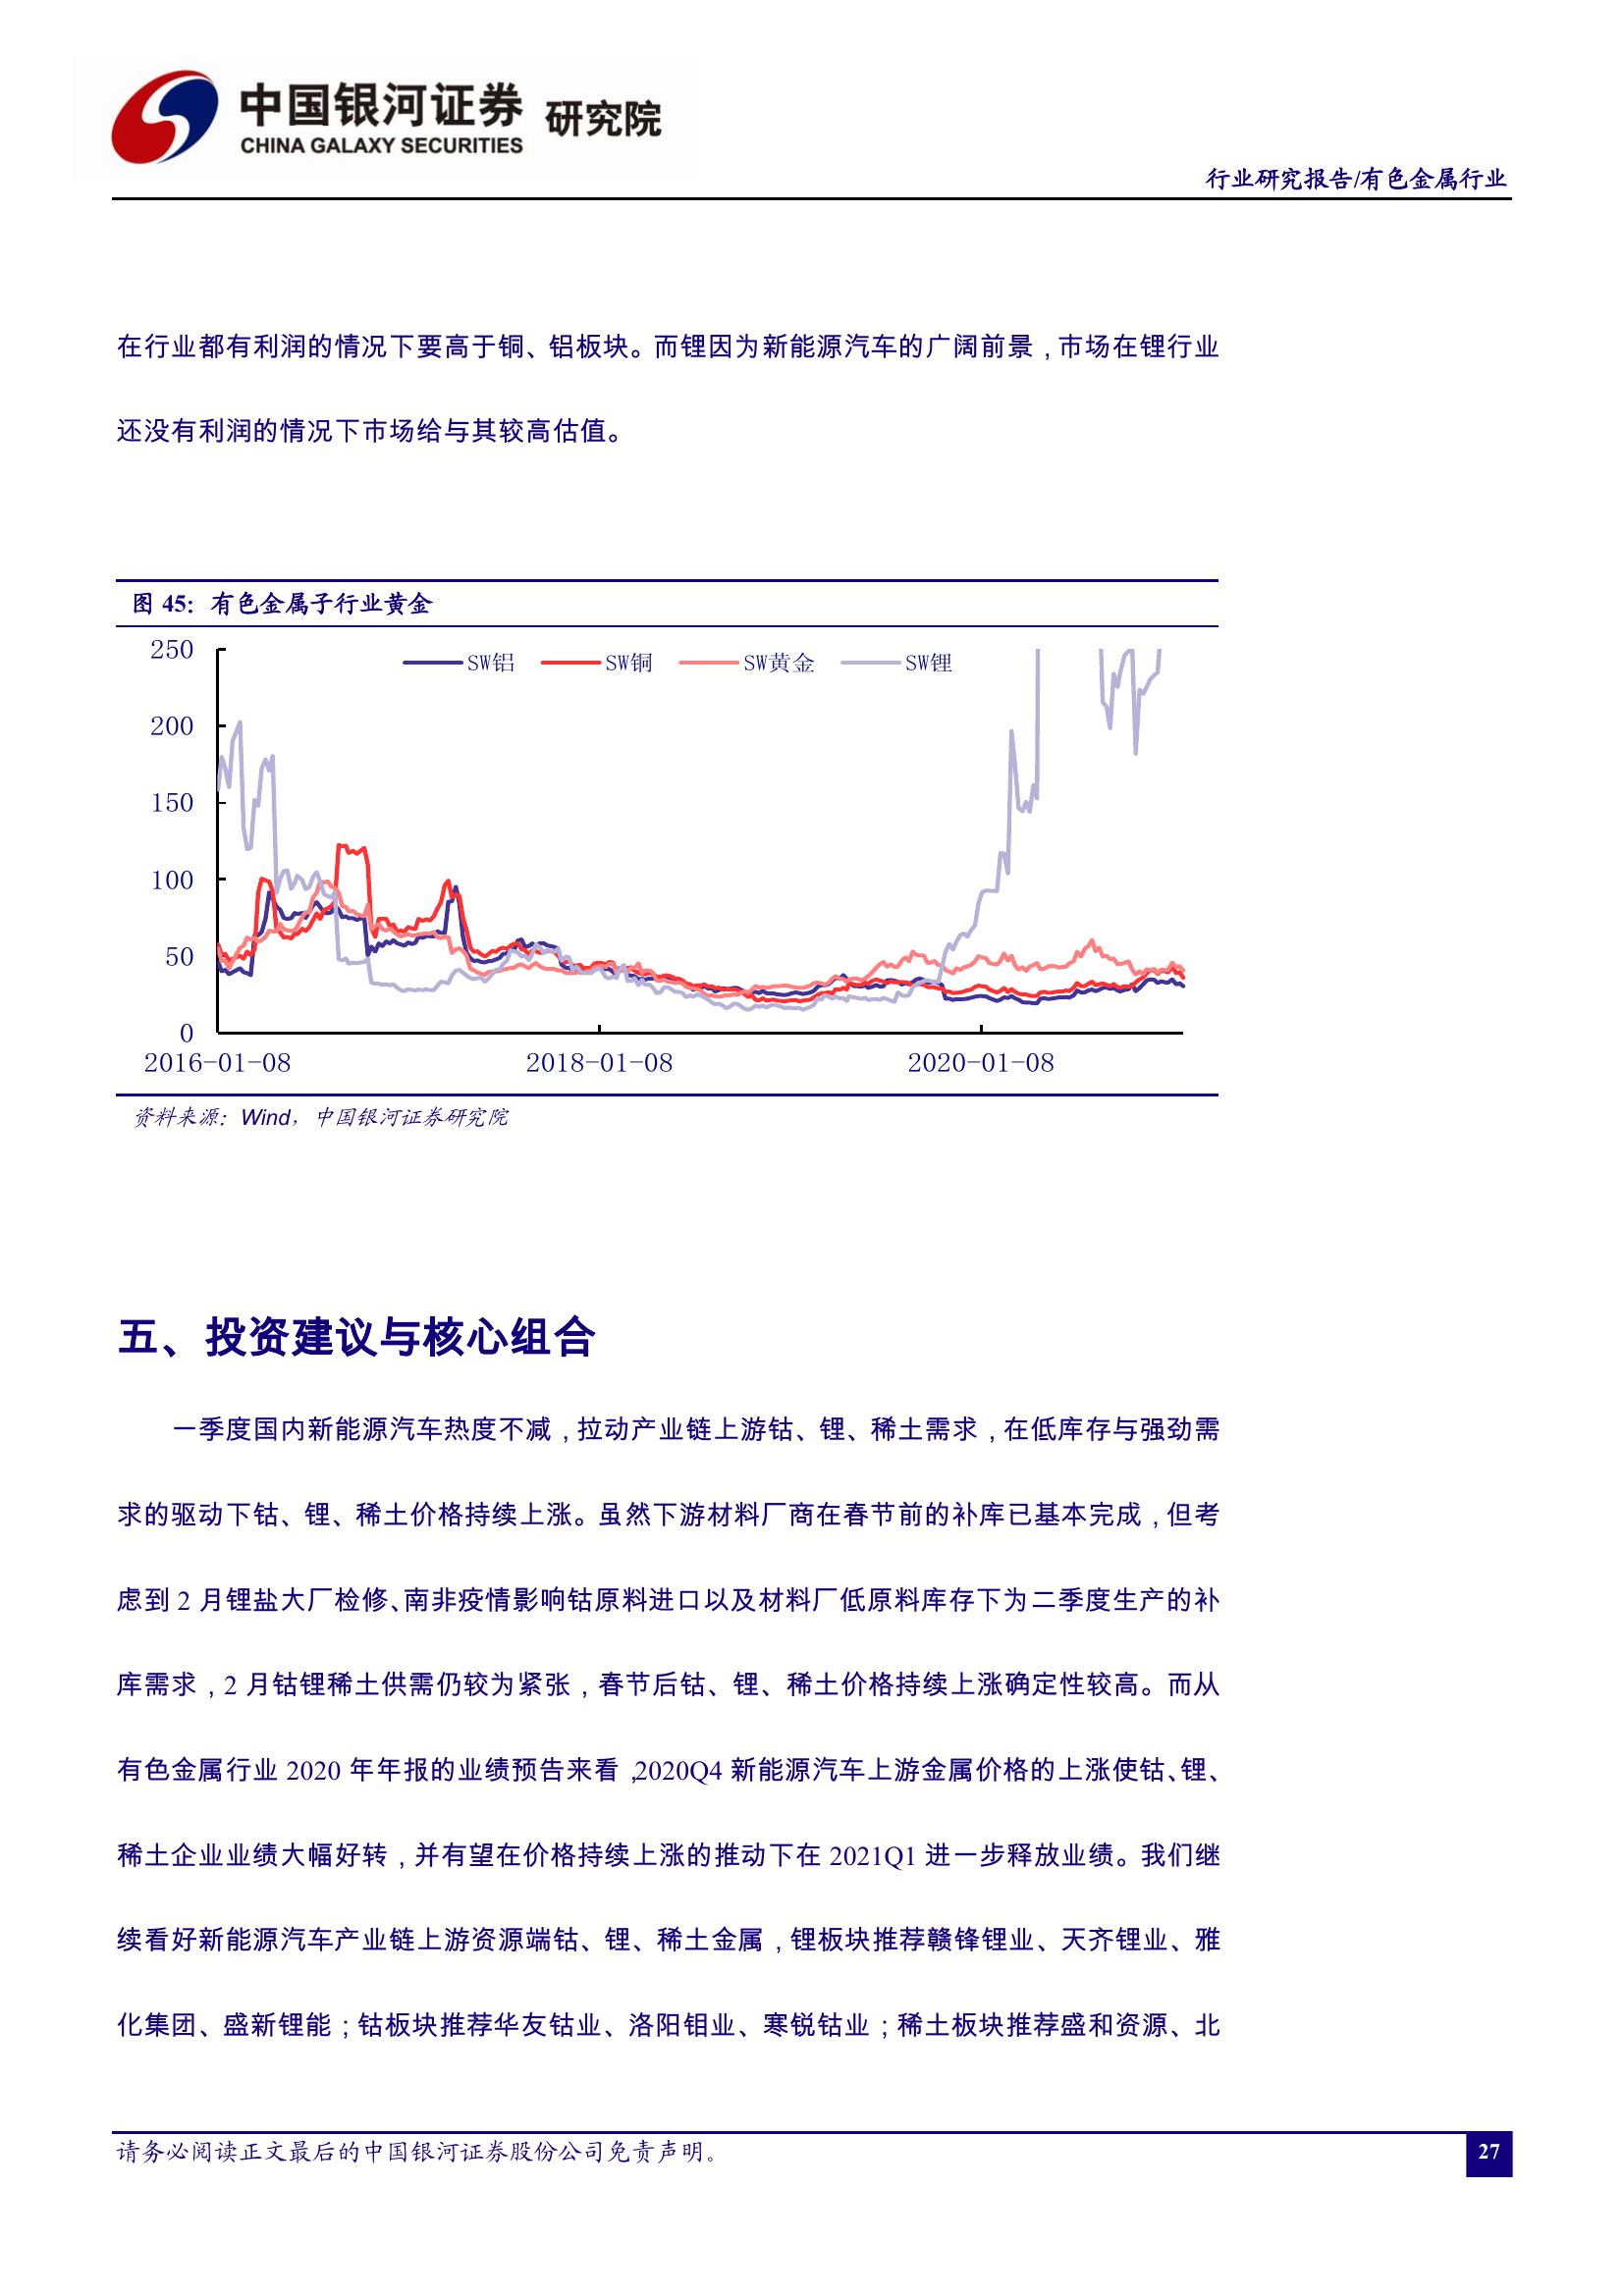 中国银河证券 研究院
CHINA GALAXY SECURITIES
行业研究报告/有色金属行业
在行业都有利润的情况下要高于铜、铝板块。而锂因为新能源汽车的广阔前景，市场在锂行业
还没有利润的情况下市场给与其较高估值。
图 45：有色金属子行业黄金
250
SW铝 SW铜 SW黄金 SW锂
200
150
100
50
0
2016-01-08 2018-01-08 2020-01-08
资料来源：Wind，中国银河证券研究院
五、投资建议与核心组合
一季度国内新能源汽车热度不减，拉动产业链上游钴、锂、稀土需求，在低库存与强劲需
求的驱动下钴、锂、稀土价格持续上涨。虽然下游材料厂商在春节前的补库已基本完成，但考
虑到 2 月锂盐大厂检修、南非疫情影响钴原料进口以及材料厂低原料库存下为二季度生产的补
库需求，2 月钴锂稀土供需仍较为紧张，春节后钴、锂、稀土价格持续上涨确定性较高。而从
有色金属行业 2020 年年报的业绩预告来看，2020Q4 新能源汽车上游金属价格的上涨使钴、锂、
稀土企业业绩大幅好转，并有望在价格持续上涨的推动下在 2021Q1 进一步释放业绩。我们继
续看好新能源汽车产业链上游资源端钴、锂、稀土金属，锂板块推荐赣锋锂业、天齐锂业、雅
化集团、盛新锂能；钴板块推荐华友钴业、洛阳钼业、寒锐钴业；稀土板块推荐盛和资源、北
请务必阅读正文最后的中国银河证券股份公司免责声明。
27